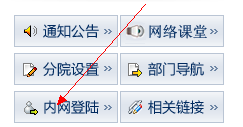 通知公告 »
网络课堂 »
分院设置 »
部门导航 »
内网登陆 »
相关链接 »